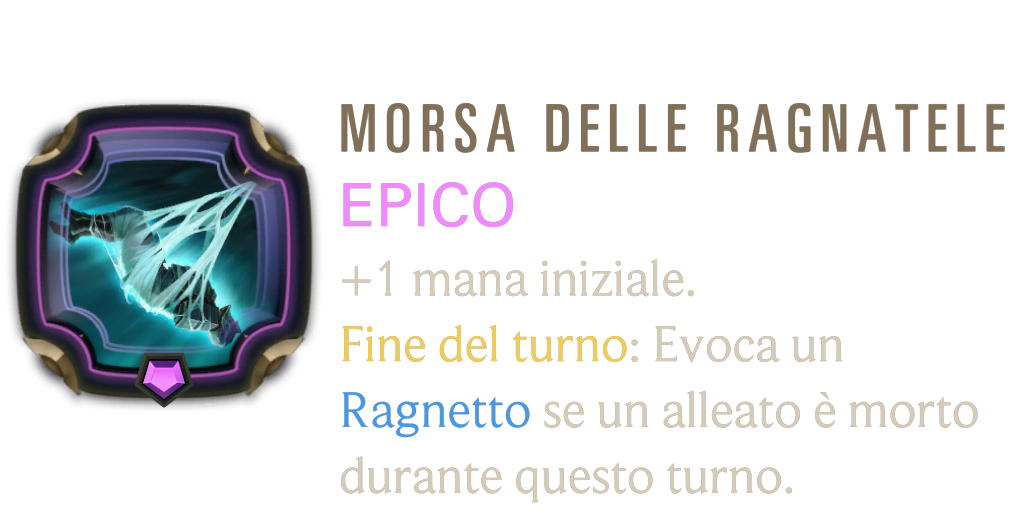 MORSA DELLE RAGNATELE
EPICO
+1 mana iniziale.
Fine del turno: Evoca un
Ragnetto se un alleato è morto
durante questo turno.